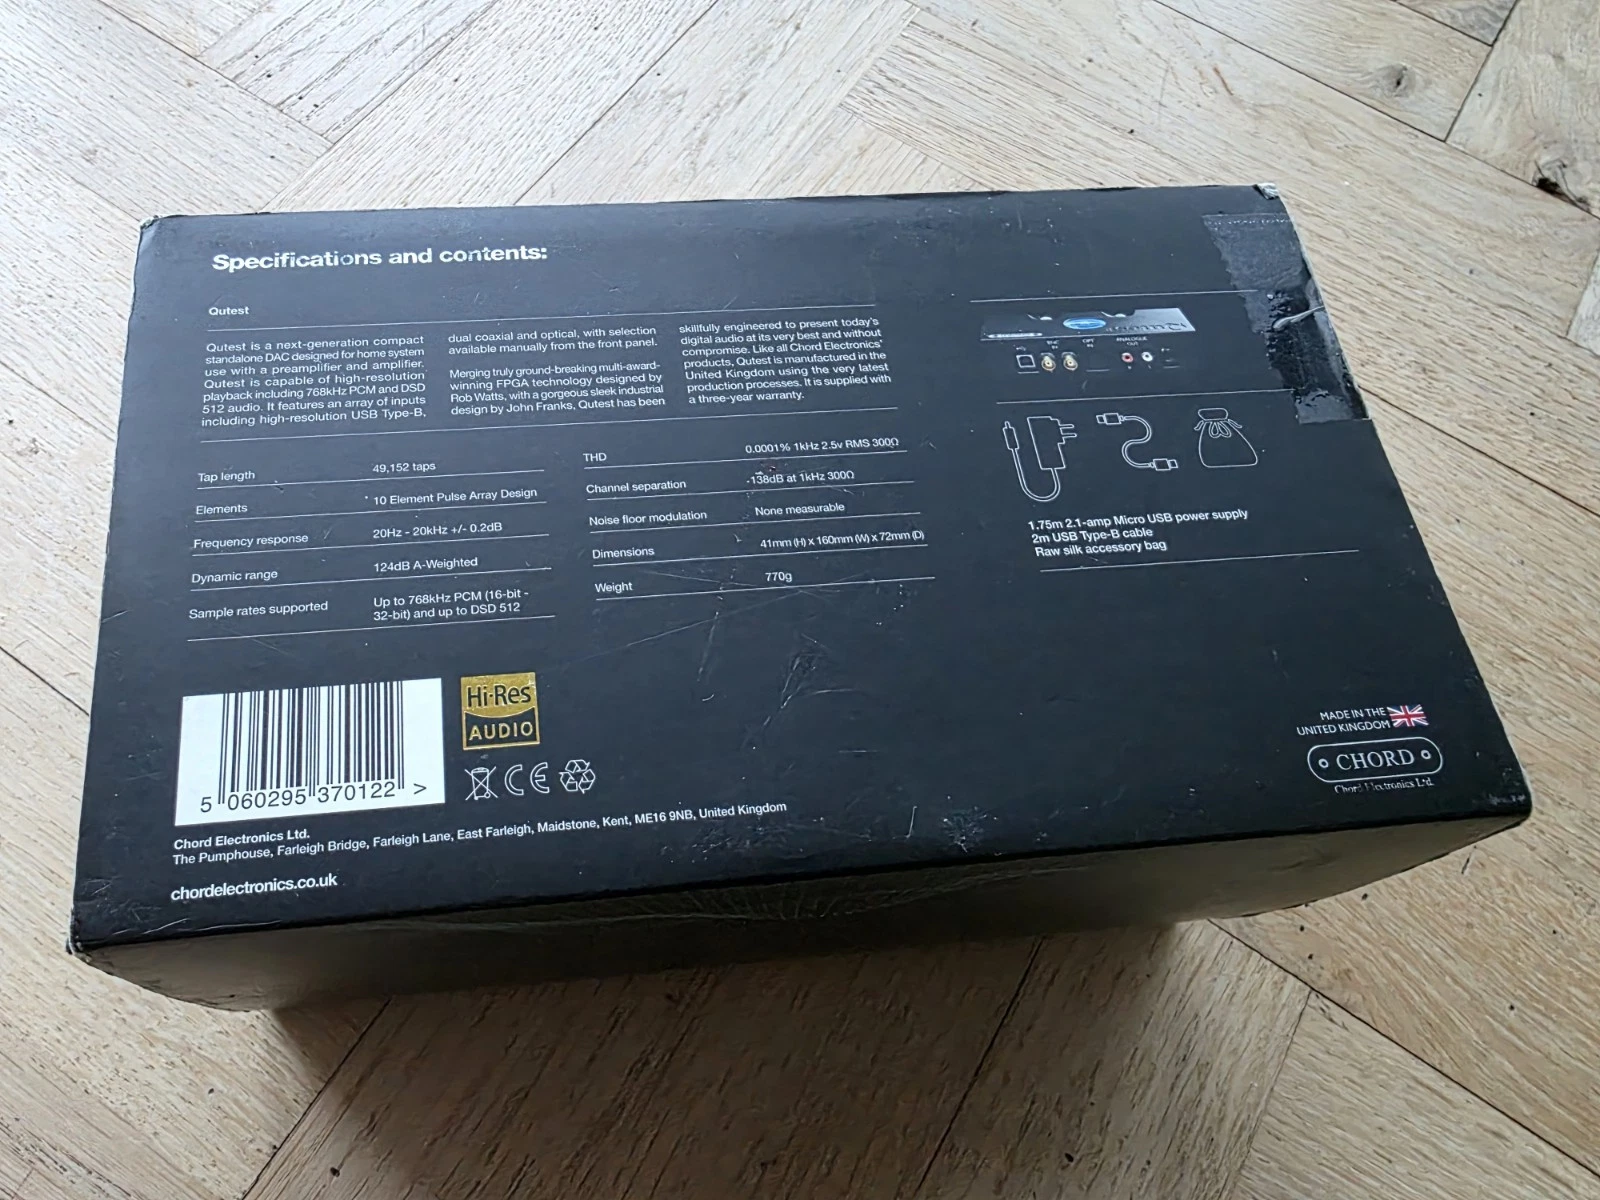 Specifications and contents:
Qutest
Qutest is a next-generation compact
standalone DAC designed for home system
use with a preamplifier and amplifier.
Qutest is capable of high-resolution
playback including 768kHz PCM and DSD
512 audio. It features an array of inputs
including high-resolution USB Type-B,
dual coaxial and optical, with selection
available manually from the front panel.
Merging truly ground-breaking multi-award-
winning FPGA technology designed by
Rob Watts, with a gorgeous sleek industrial
design by John Franks, Qutest has been
skillfully engineered to present today's
digital audio at its very best and without
compromise. Like all Chord Electronics'
products, Qutest is manufactured in the
United Kingdom using the very latest
production processes. It is supplied with
a three-year warranty.
Tap length 49,152 taps
Elements 10 Element Pulse Array Design
Frequency response 20Hz - 20kHz +/- 0.2dB
Dynamic range 124dB A-Weighted
Sample rates supported Up to 768kHz PCM (16-bit -
32-bit) and up to DSD 512
THD 0.0001% 1kHz 2.5v RMS 300Ω
Channel separation -138dB at 1kHz 300Ω
Noise floor modulation None measurable
Dimensions 41mm (H) x 160mm (W) x 72mm (D)
Weight 770g
BNC
IN
OPT
IN
ANALOGUE
OUT
1.75m 2.1-amp Micro USB power supply
2m USB Type-B cable
Raw silk accessory bag
5 060295 370122 >
Hi-Res
AUDIO
CE
Chord Electronics Ltd.
The Pumphouse, Farleigh Bridge, Farleigh Lane, East Farleigh, Maidstone, Kent, ME16 9NB, United Kingdom
chordelectronics.co.uk
MADE IN THE
UNITED KINGDOM
CHORD
Chord Electronics Ltd.